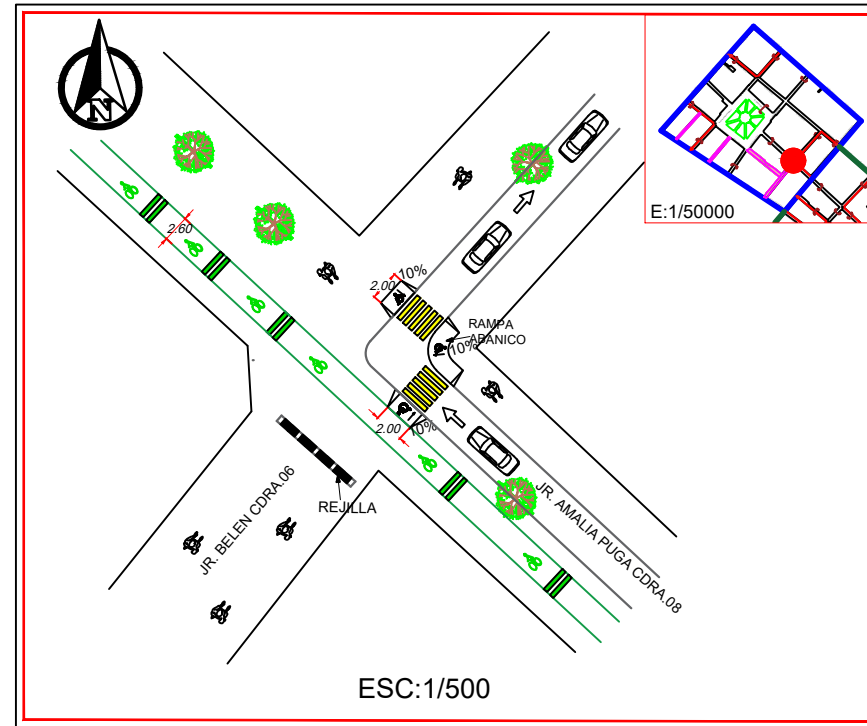 N
E:1/50000
2.60
10%
2.00
RAMPA
ABANICO
10%
2.00
10%
JR. BELEN CDRA.06
REJILLA
JR. AMALIA PUGA CDRA.08
ESC:1/500